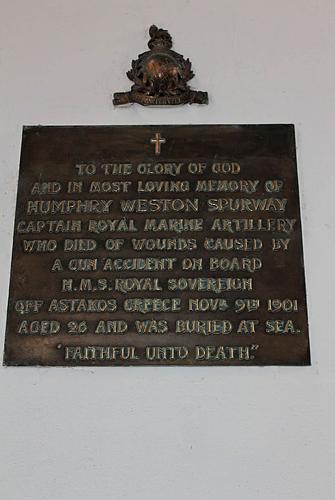 TO THE GLORY OF GOD
AND IN MOST LOVING MEMORY OF
HUMPHRY WESTON SPURWAY
CAPTAIN ROYAL MARINE ARTILLERY
WHO DIED OF WOUNDS CAUSED BY
A GUN ACCIDENT ON BOARD
H.M.S. ROYAL SOVEREIGN
OFF ASTAKOS GREECE NOVR 9TH 1901
AGED 26 AND WAS BURIED AT SEA.
"FAITHFUL UNTO DEATH."